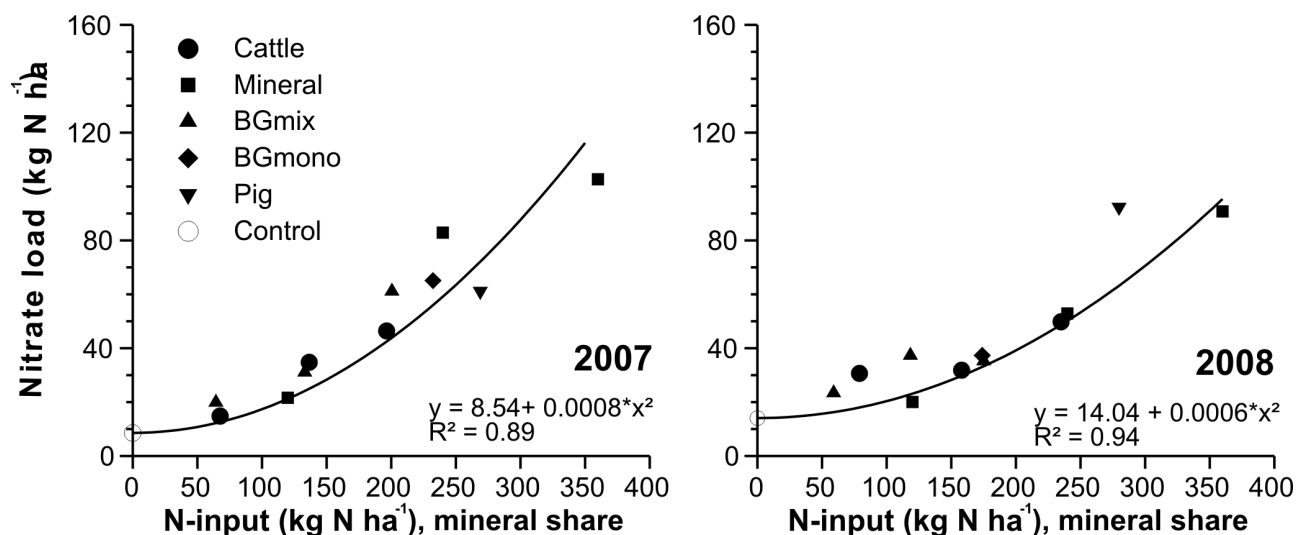 Nitrate load (kg N ha⁻¹)
160
120
80
40
0
Cattle
Mineral
BGmix
BGmono
Pig
Control
2007
y = 8.54+ 0.0008*x²
R² = 0.89
0 50 100 150 200 250 300 350 400
N-input (kg N ha⁻¹), mineral share
160
120
80
40
0
2008
y = 14.04 + 0.0006*x²
R² = 0.94
0 50 100 150 200 250 300 350 400
N-input (kg N ha⁻¹), mineral share